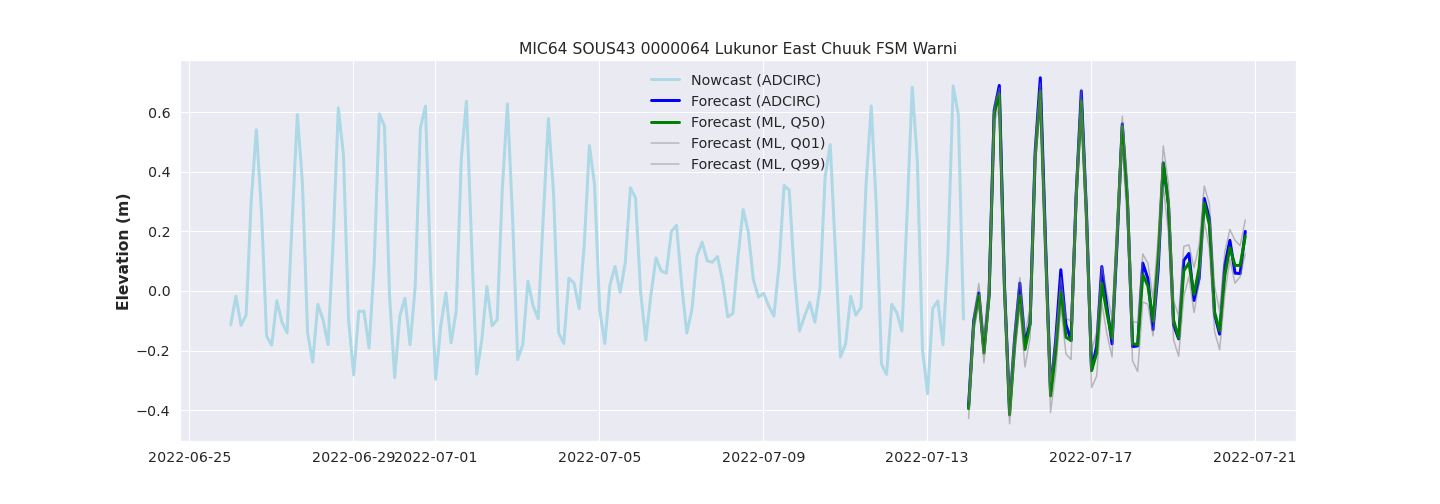 MIC64 SOUS43 0000064 Lukunor East Chuuk FSM Warni
Nowcast (ADCIRC)
Forecast (ADCIRC)
Forecast (ML, Q50)
Forecast (ML, Q01)
Forecast (ML, Q99)
Elevation (m)
0.6
0.4
0.2
0.0
−0.2
−0.4
2022-06-25 2022-06-29 2022-07-01 2022-07-05 2022-07-09 2022-07-13 2022-07-17 2022-07-21